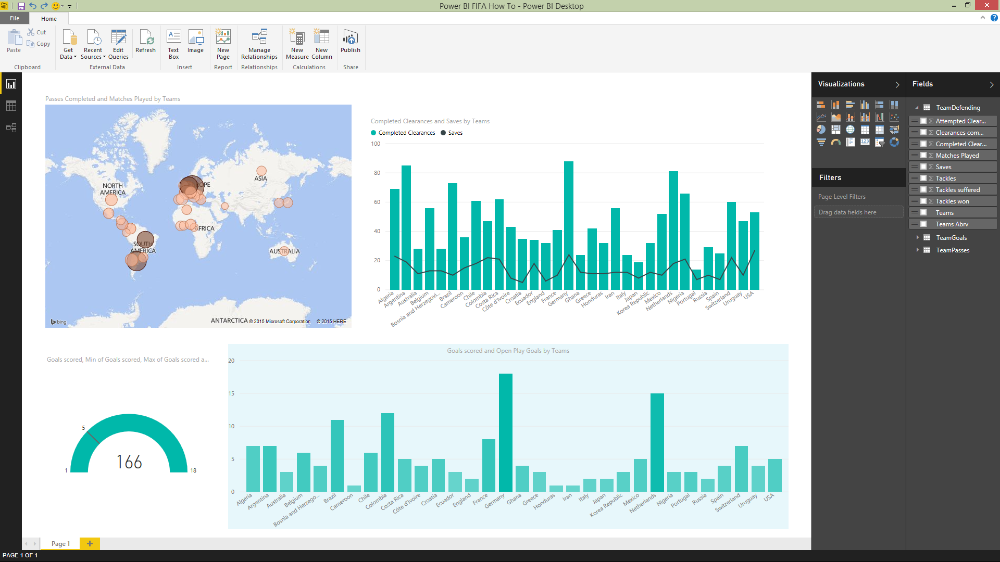 Power BI FIFA How To - Power BI Desktop
File
Home
Paste
Cut
Copy
Get Data
Recent Sources
Edit Queries
Refresh
Text Box
Image
New Page
Manage Relationships
New Measure
New Column
Publish
Clipboard
External Data
Insert
Report
Relationships
Calculations
Share
Passes Completed and Matches Played by Teams
NORTH AMERICA
SOUTH AMERICA
ROPE
AFRICA
ASIA
AUSTRALIA
ANTARCTICA
bing
© 2015 Microsoft Corporation
© 2015 HERE
Completed Clearances and Saves by Teams
Completed Clearances
Saves
100
80
60
40
20
0
Algeria
Argentina
Australia
Belgium
Bosnia and Herzegovi...
Brazil
Cameroon
Chile
Colombia
Costa Rica
Côte d'Ivoire
Croatia
Ecuador
England
France
Germany
Ghana
Greece
Honduras
Iran
Italy
Japan
Korea Republic
Mexico
Netherlands
Nigeria
Portugal
Russia
Spain
Switzerland
Uruguay
USA
Goals scored, Min of Goals scored, Max of Goals scored a...
5
166
1
18
Goals scored and Open Play Goals by Teams
20
15
10
5
0
Algeria
Argentina
Australia
Belgium
Bosnia and Herzego...
Brazil
Cameroon
Chile
Colombia
Costa Rica
Côte d'Ivoire
Croatia
Ecuador
England
France
Germany
Ghana
Greece
Honduras
Iran
Italy
Japan
Korea Republic
Mexico
Netherlands
Nigeria
Portugal
Russia
Spain
Switzerland
Uruguay
USA
Visualizations
123
Filters
Page Level Filters
Drag data fields here
Fields
TeamDefending
Attempted Clear...
Clearances com...
Completed Clear...
Matches Played
Saves
Tackles
Tackles suffered
Tackles won
Teams
Teams Abrv
TeamGoals
TeamPasses
Page 1
PAGE 1 OF 1